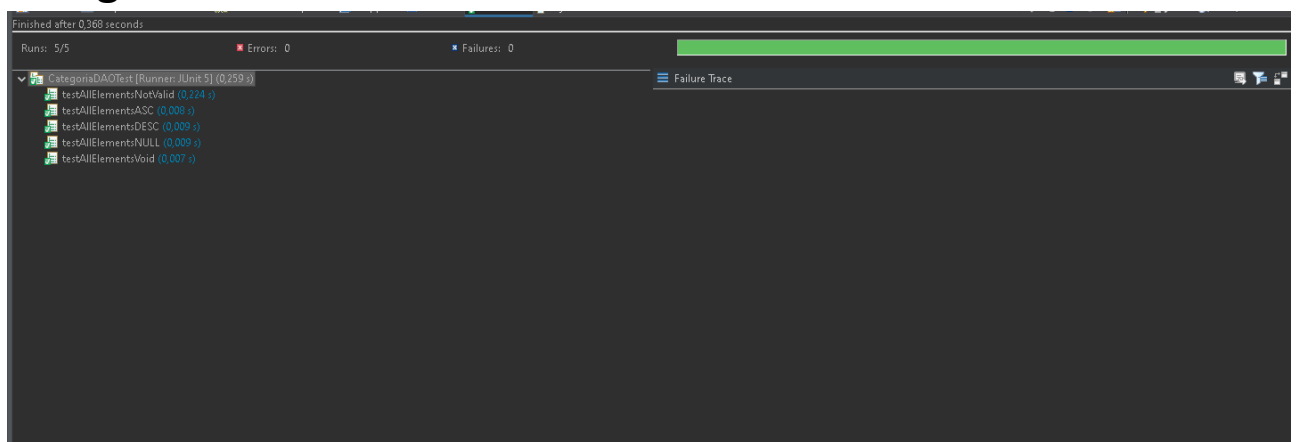 Finished after 0,368 seconds
Runs: 5/5 Errors: 0 Failures: 0
CategoriaDAOTest [Runner: JUnit 5] (0,259 s)
Failure Trace
testAllElementsNotValid (0,224 s)
testAllElementsASC (0,008 s)
testAllElementsDESC (0,009 s)
testAllElementsNULL (0,009 s)
testAllElementsVoid (0,007 s)